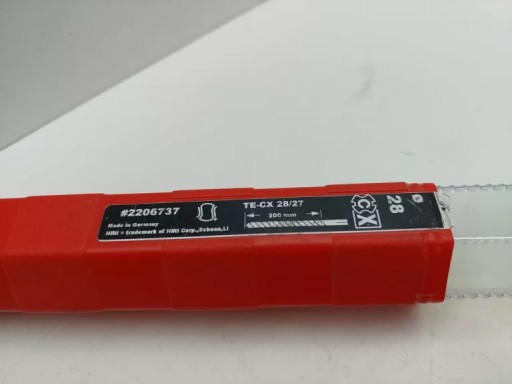 #2206737
Made in Germany
Hilti = trademark of Hilti Corp.,Schaan,LI
TE-CX 28/27
200 mm
CX
Ø 28